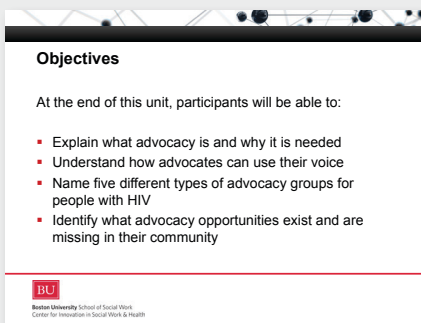 Objectives
At the end of this unit, participants will be able to:
▪ Explain what advocacy is and why it is needed
▪ Understand how advocates can use their voice
▪ Name five different types of advocacy groups for
people with HIV
▪ Identify what advocacy opportunities exist and are
missing in their community
BU
Boston University School of Social Work
Center for Innovation in Social Work & Health